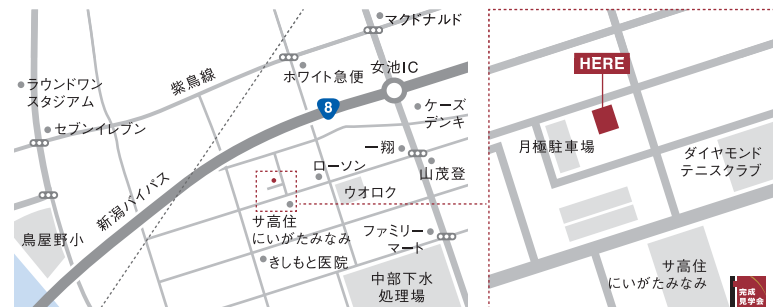 マクドナルド
女池IC
ホワイト急便
紫鳥線
ラウンドワン
スタジアム
セブンイレブン
8
ケーズ
デンキ
一翔
山茂登
ローソン
ウオロク
新潟バイパス
鳥屋野小
サ高住
にいがたみなみ
きしもと医院
ファミリー
マート
中部下水
処理場
HERE
月極駐車場
ダイヤモンド
テニスクラブ
サ高住
にいがたみなみ
完成
見学会